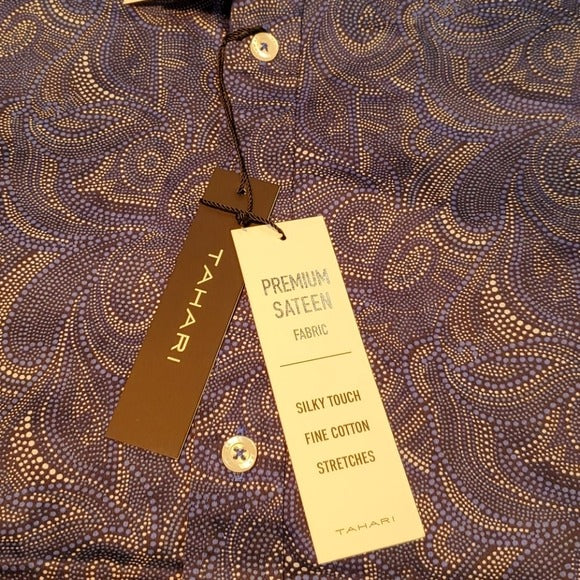 TAHARI
PREMIUM
SATEEN
FABRIC
SILKY TOUCH
FINE COTTON
STRETCHES
TAHARI